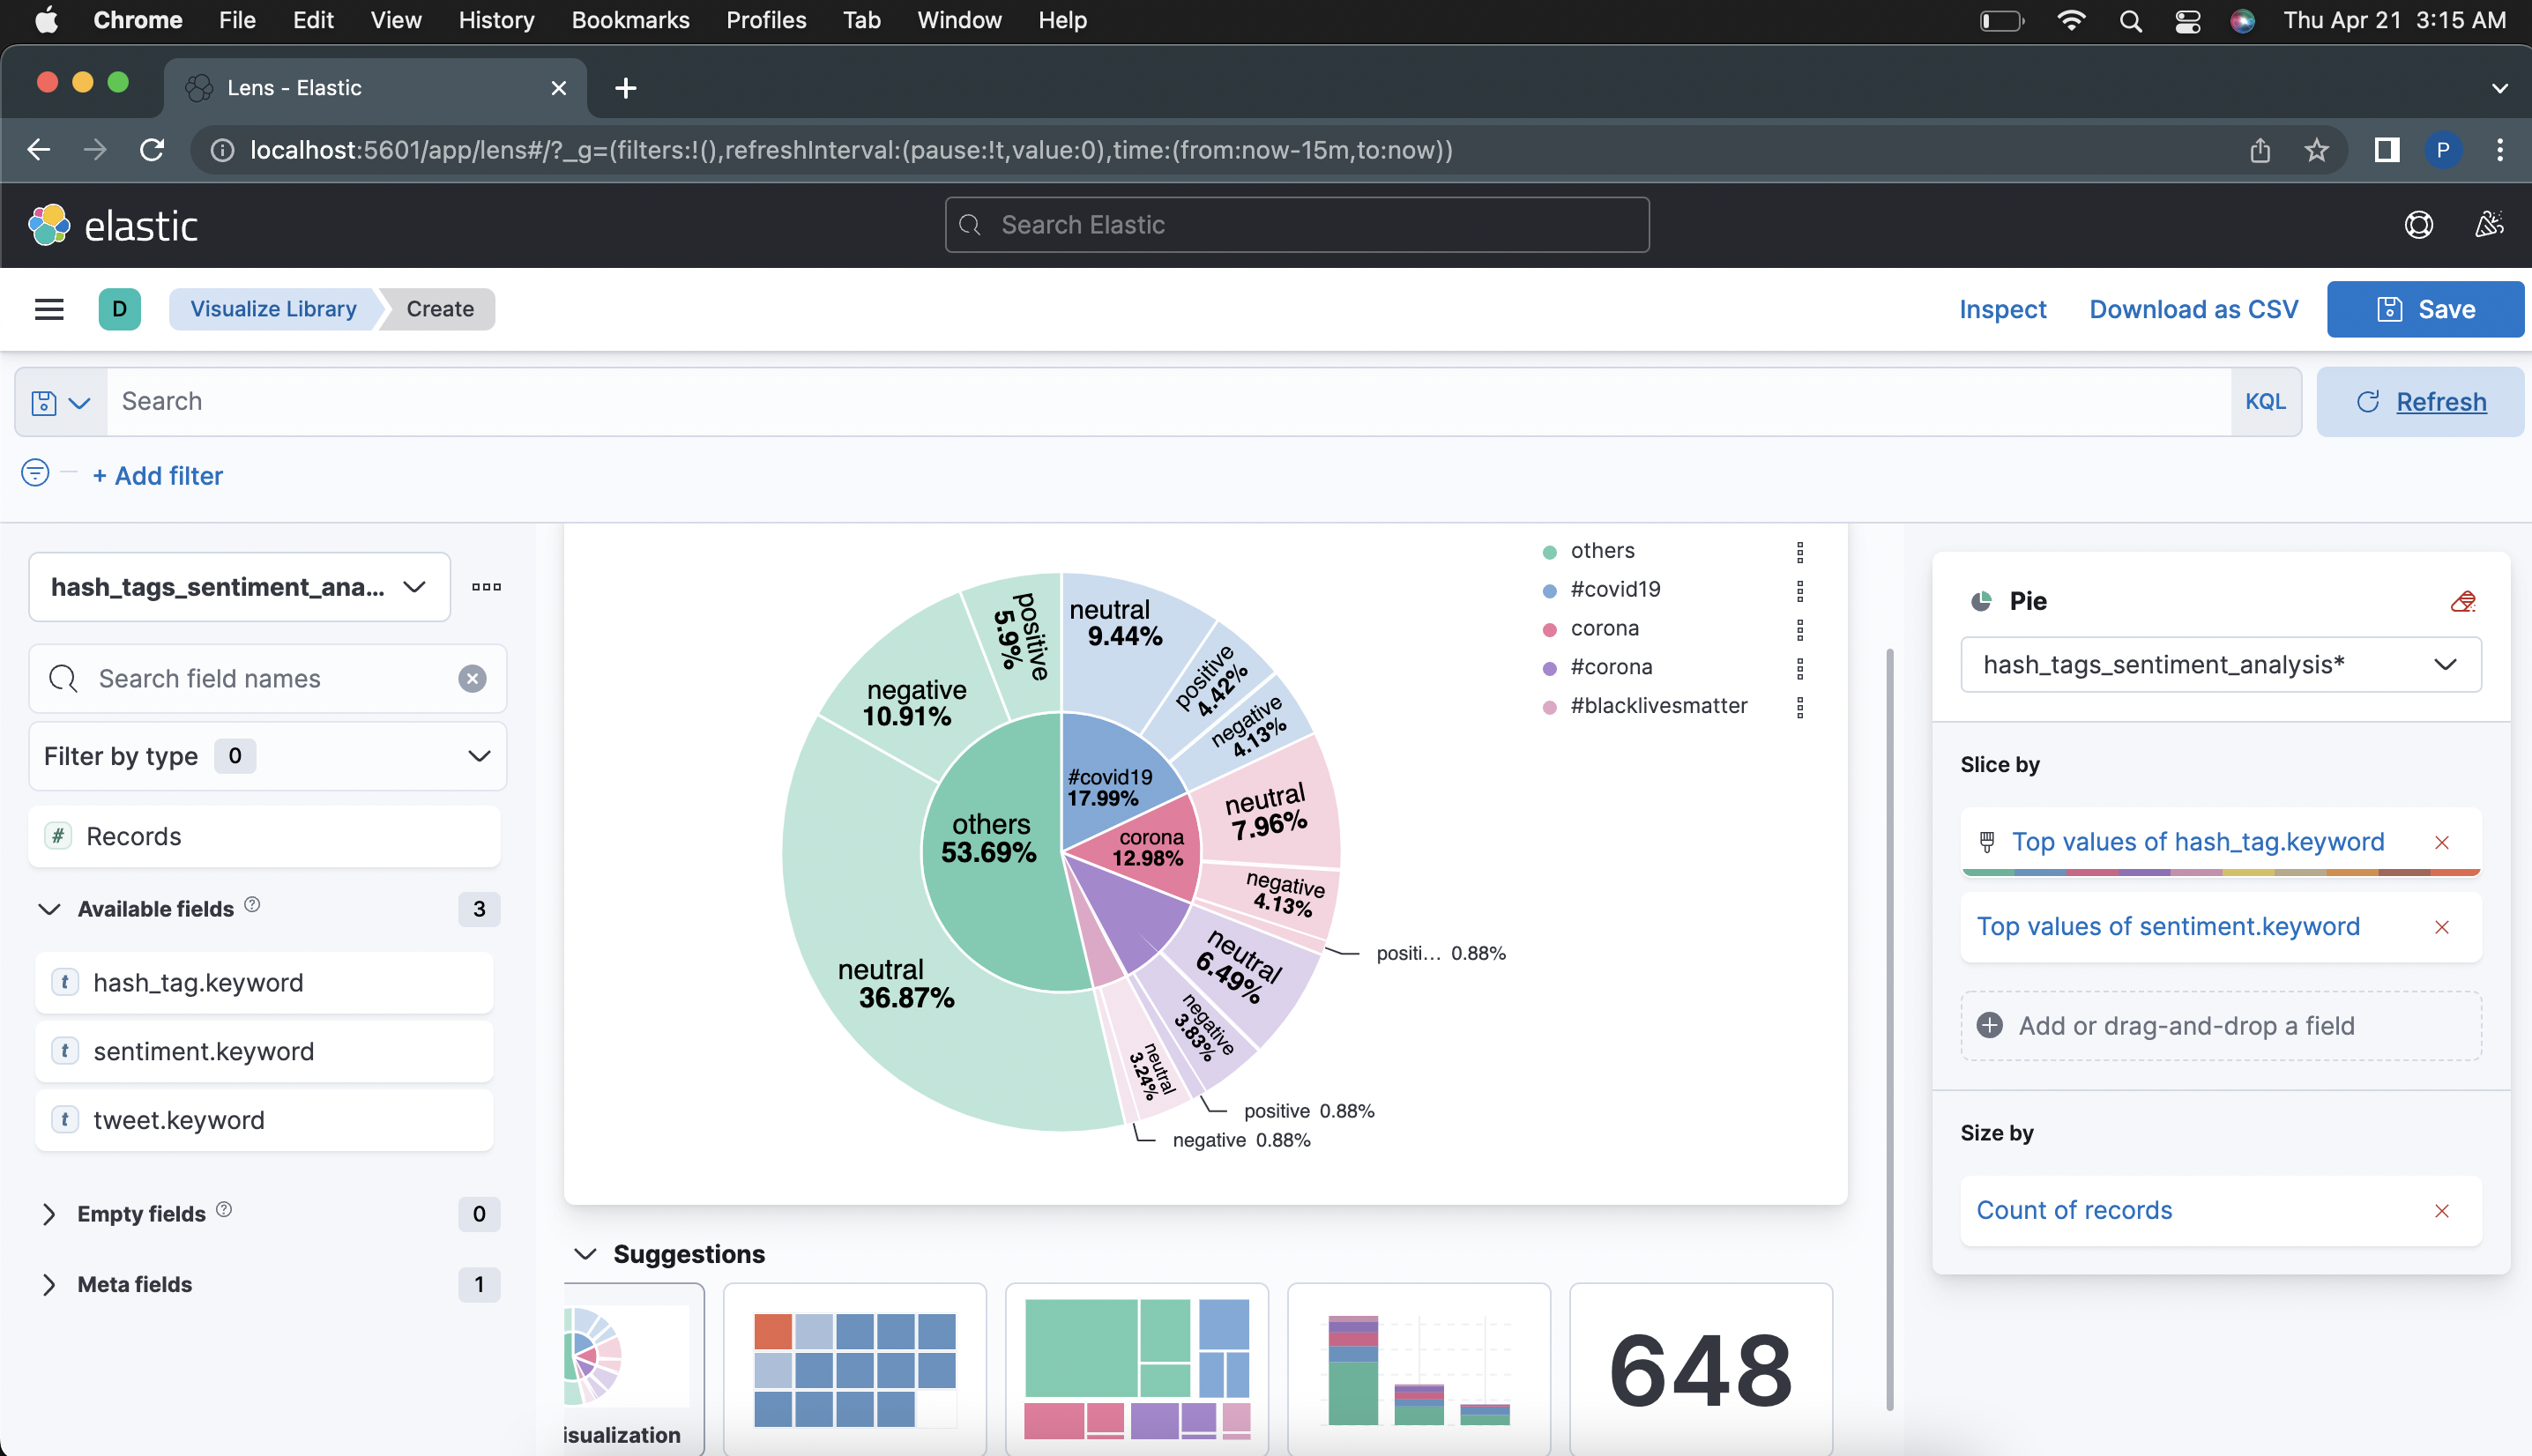 Chrome File Edit View History Bookmarks Profiles Tab Window Help Thu Apr 21 3:15 AM
Lens - Elastic
localhost:5601/app/lens#/?_g=(filters:!(),refreshInterval:(pause:!t,value:0),time:(from:now-15m,to:now))
P
elastic
Search Elastic
D Visualize Library Create Inspect Download as CSV Save
Search KQL Refresh
+ Add filter
hash_tags_sentiment_ana...
Search field names
Filter by type 0
# Records
Available fields 3
t hash_tag.keyword
t sentiment.keyword
t tweet.keyword
Empty fields 0
Meta fields 1
others
#covid19
corona
#corona
#blacklivesmatter
positive
5.9%
neutral
9.44%
positive
4.42%
negative
4.13%
negative
10.91%
#covid19
17.99%
neutral
7.96%
others
53.69%
corona
12.98%
negative
4.13%
positi... 0.88%
neutral
6.49%
neutral
36.87%
negative
3.83%
neutral
3.24%
positive 0.88%
negative 0.88%
Suggestions
isualization
648
Pie
hash_tags_sentiment_analysis*
Slice by
Top values of hash_tag.keyword
Top values of sentiment.keyword
Add or drag-and-drop a field
Size by
Count of records